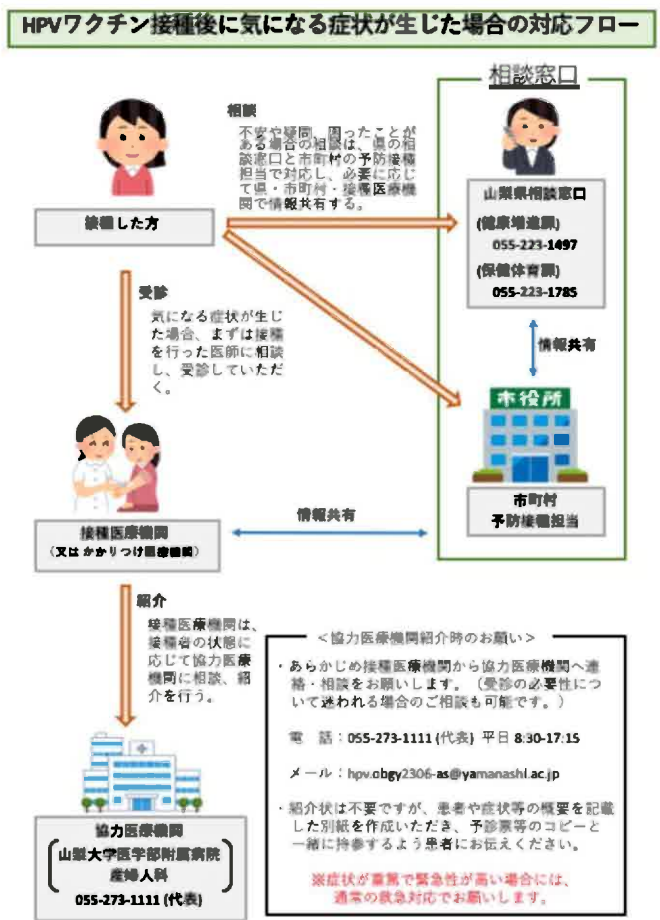 HPVワクチン接種後に気になる症状が生じた場合の対応フロー
相談窓口
相談
不安や疑問、困ったことが
ある場合の相談は、県の相
談窓口と市町村の予防接種
担当で対応し、必要に応じ
て県・市町村・接種医療機
関で情報共有する。
接種した方
山梨県相談窓口
(健康増進課)
055-223-1497
(保健体育課)
055-223-1785
受診
気になる症状が生じ
た場合、まずは接種
を行った医師に相談
し、受診していただ
く。
情報共有
市役所
市町村
予防接種担当
情報共有
接種医療機関
(又は かかりつけ医療機関)
紹介
接種医療機関は、
接種者の状態に
応じて協力医療
機関に相談、紹
介を行う。
協力医療機関
山梨大学医学部附属病院
産婦人科
055-273-1111 (代表)
<協力医療機関紹介時のお願い>
・あらかじめ接種医療機関から協力医療機関へ連
絡・相談をお願いします。(受診の必要性につ
いて迷われる場合のご相談も可能です。)
電 話:055-273-1111 (代表) 平日 8:30-17:15
メール:hpv.obgy2306-as@yamanashi.ac.jp
・紹介状は不要ですが、患者や症状等の概要を記載
した別紙を作成いただき、予診票等のコピーと
一緒に持参するよう患者にお伝えください。
※症状が重篤で緊急性が高い場合には、
通常の救急対応でお願いします。